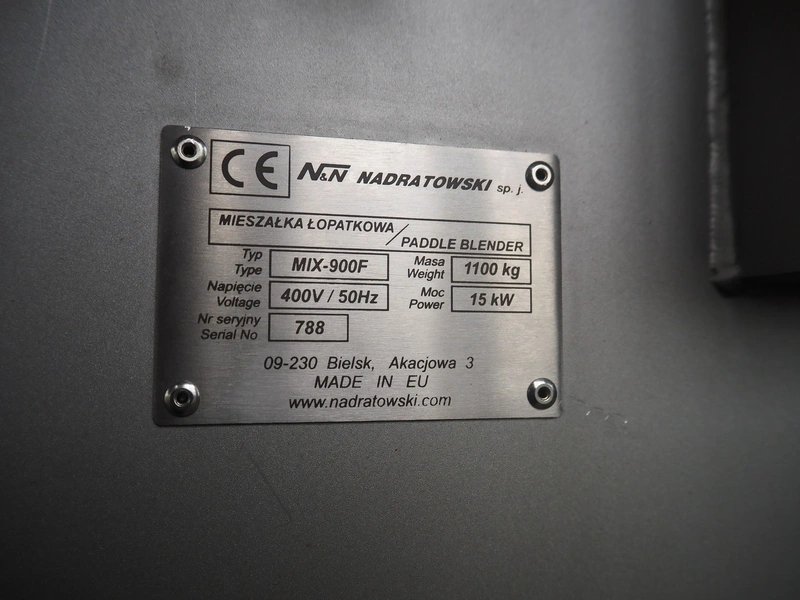 CE N&N NADRATOWSKI sp. j.
MIESZAŁKA ŁOPATKOWA/
PADDLE BLENDER
Typ
Type MIX-900F
Masa
Weight 1100 kg
Napięcie
Voltage 400V / 50Hz
Moc
Power 15 kW
Nr seryjny
Serial No 788
09-230 Bielsk, Akacjowa 3
MADE IN EU
www.nadratowski.com